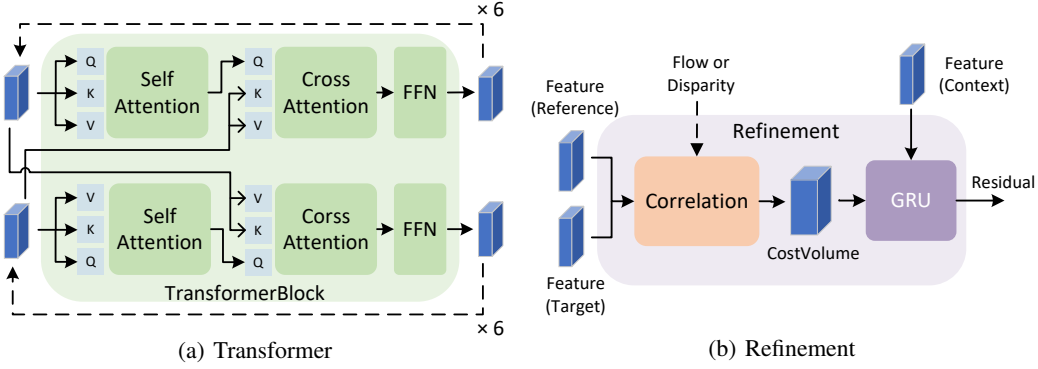 × 6
Q
K
V
Self
Attention
Q
K
V
Cross
Attention
FFN
V
K
Q
Self
Attention
V
K
Q
Corss
Attention
FFN
TransformerBlock
× 6
(a) Transformer
Feature
(Reference)
Flow or
Disparity
Feature
(Context)
Refinement
Correlation
CostVolume
GRU
Residual
Feature
(Target)
(b) Refinement